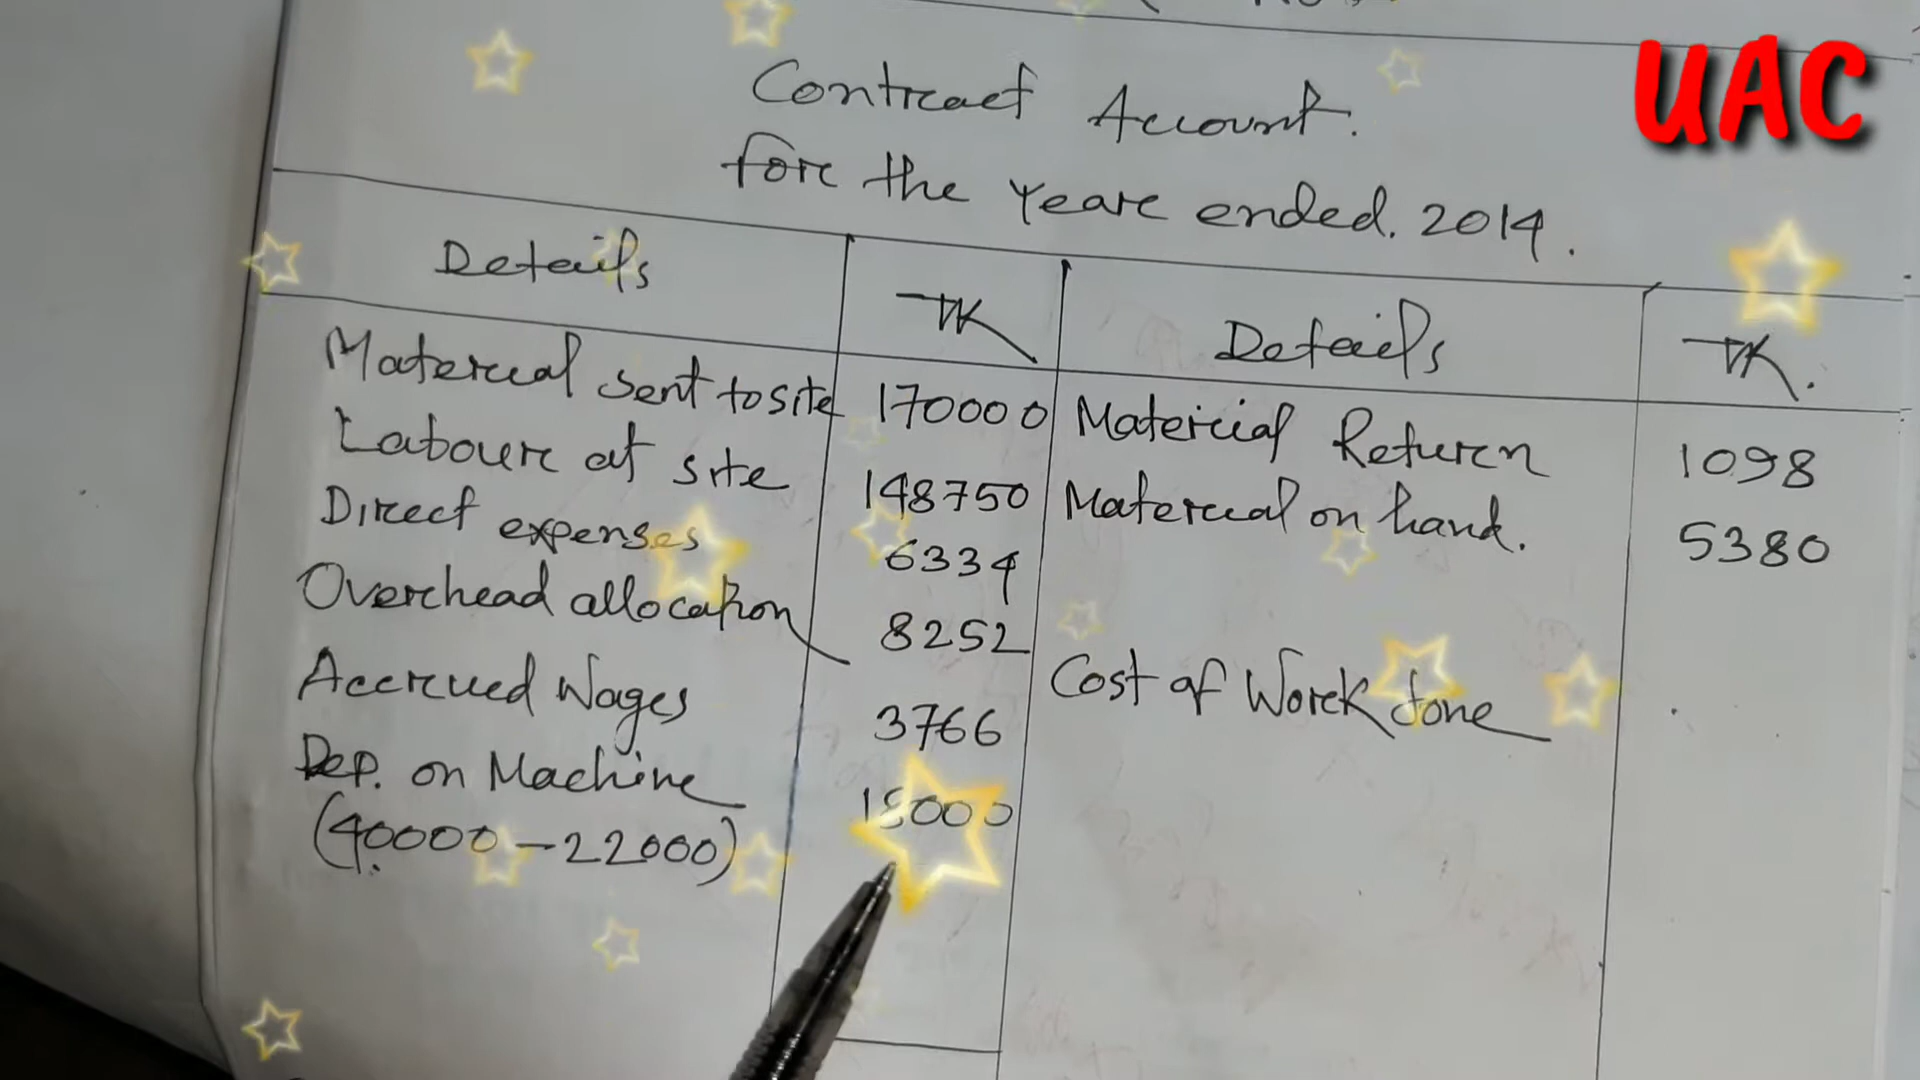 UAC
Contract Account.
for the Year ended. 2014.
Details TK Details TK.
Material sent to site 170000 Material Return 1098
Labour at site 148750 Material on hand. 5380
Direct expenses 6334
Overhead allocation 8252 Cost of Work done
Accrued Wages 3766
Dep. on Machine 18000
(40000-22000)